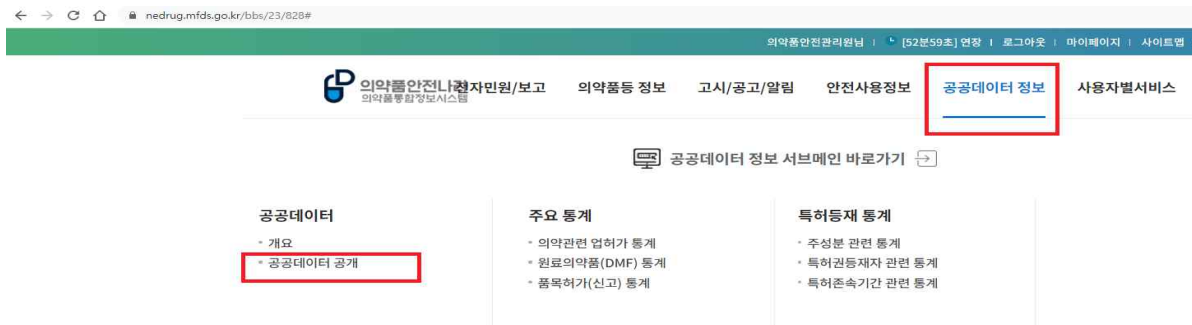 nedrug.mfds.go.kr/bbs/23/828#
의약품안전관리원님 | [52분59초] 연장 | 로그아웃 | 마이페이지 | 사이트맵
의약품안전나라 전자민원/보고 의약품등 정보 고시/공고/알림 안전사용정보 공공데이터 정보 사용자별서비스
의약품통합정보시스템
공공데이터 정보 서브메인 바로가기
공공데이터 주요 통계 특허등재 통계
개요 의약관련 업허가 통계 주성분 관련 통계
공공데이터 공개 원료의약품(DMF) 통계 특허권등재자 관련 통계
품목허가(신고) 통계 특허존속기간 관련 통계